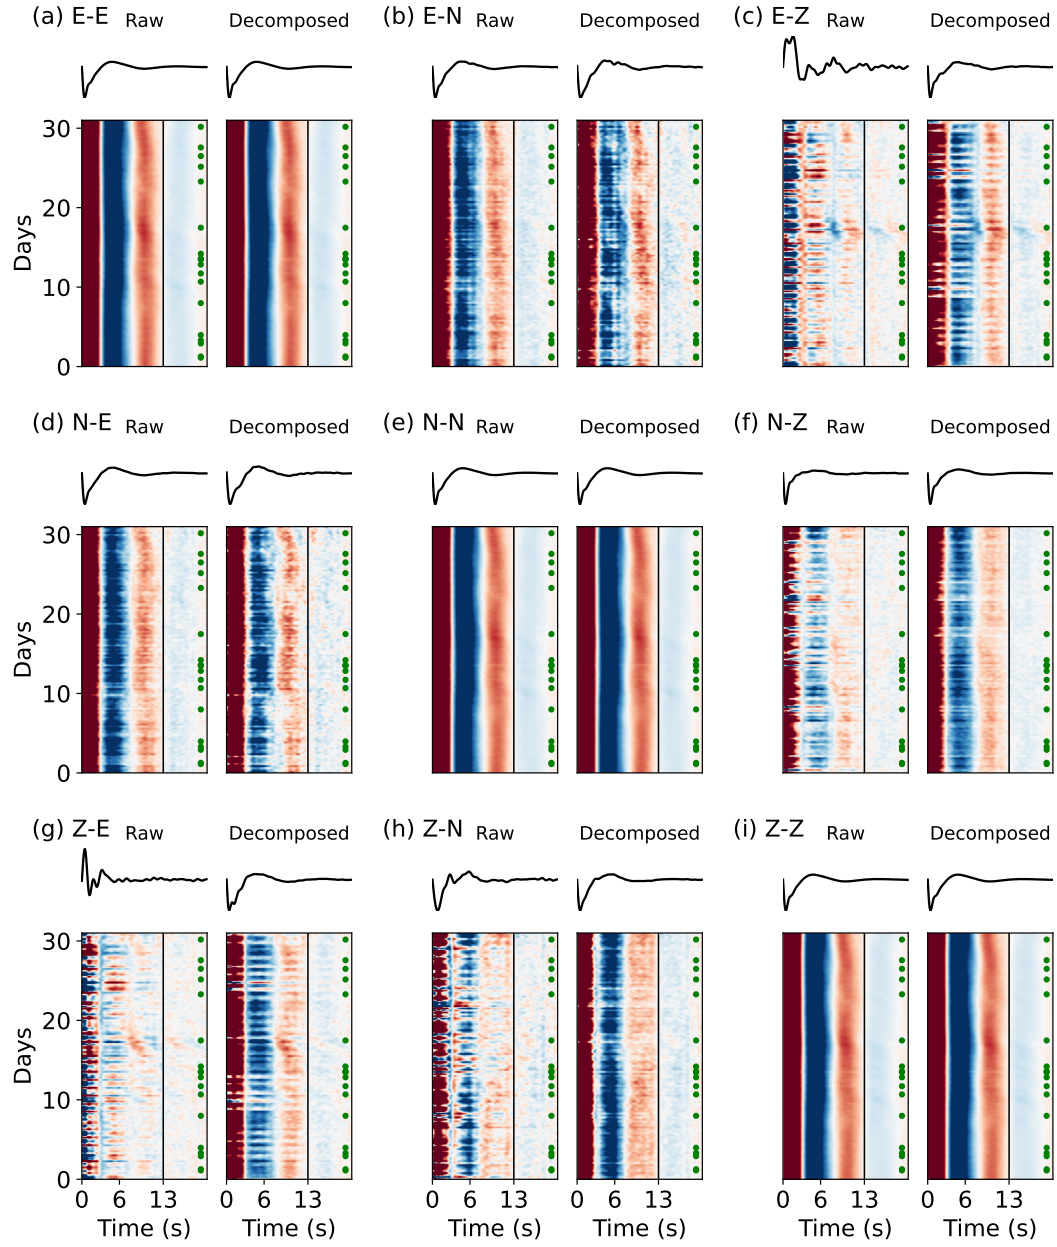 (a) E-E Raw Decomposed (b) E-N Raw Decomposed (c) E-Z Raw Decomposed
30
20
10
0
Days
(d) N-E Raw Decomposed (e) N-N Raw Decomposed (f) N-Z Raw Decomposed
30
20
10
0
Days
(g) Z-E Raw Decomposed (h) Z-N Raw Decomposed (i) Z-Z Raw Decomposed
30
20
10
0
Days
0 6 13 0 6 13 0 6 13 0 6 13 0 6 13 0 6 13
Time (s) Time (s) Time (s) Time (s) Time (s) Time (s)